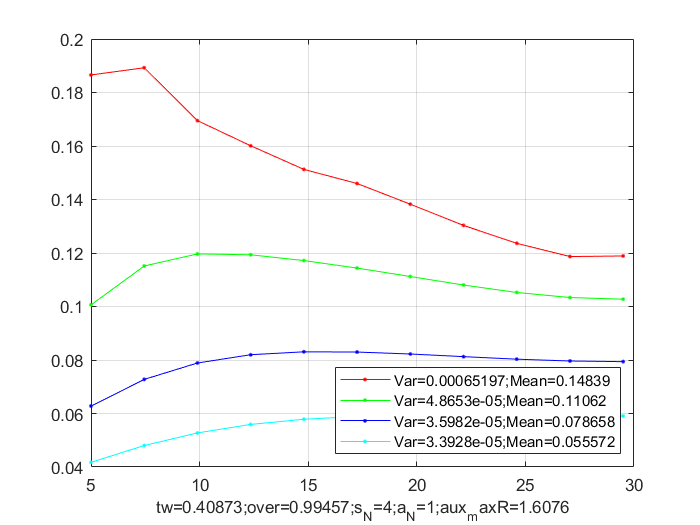 0.2
0.18
0.16
0.14
0.12
0.1
0.08
0.06
0.04
Var=0.00065197;Mean=0.14839
Var=4.8653e-05;Mean=0.11062
Var=3.5982e-05;Mean=0.078658
Var=3.3928e-05;Mean=0.055572
5 10 15 20 25 30
tw=0.40873;over=0.99457;s_N=4;a_N=1;aux_maxR=1.6076